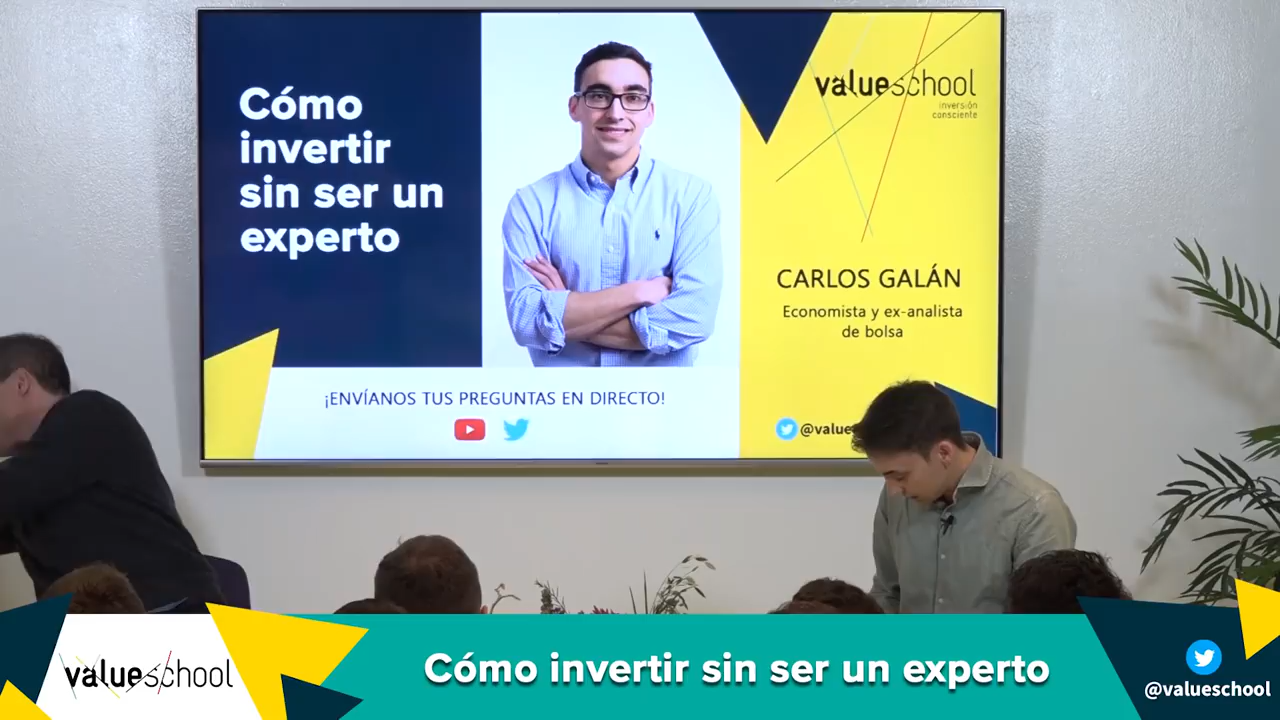 Cómo
invertir
sin ser un
experto
valueschool
inversión
consciente
CARLOS GALÁN
Economista y ex-analista
de bolsa
¡ENVÍANOS TUS PREGUNTAS EN DIRECTO!
@value
valueschool
Cómo invertir sin ser un experto
@valueschool